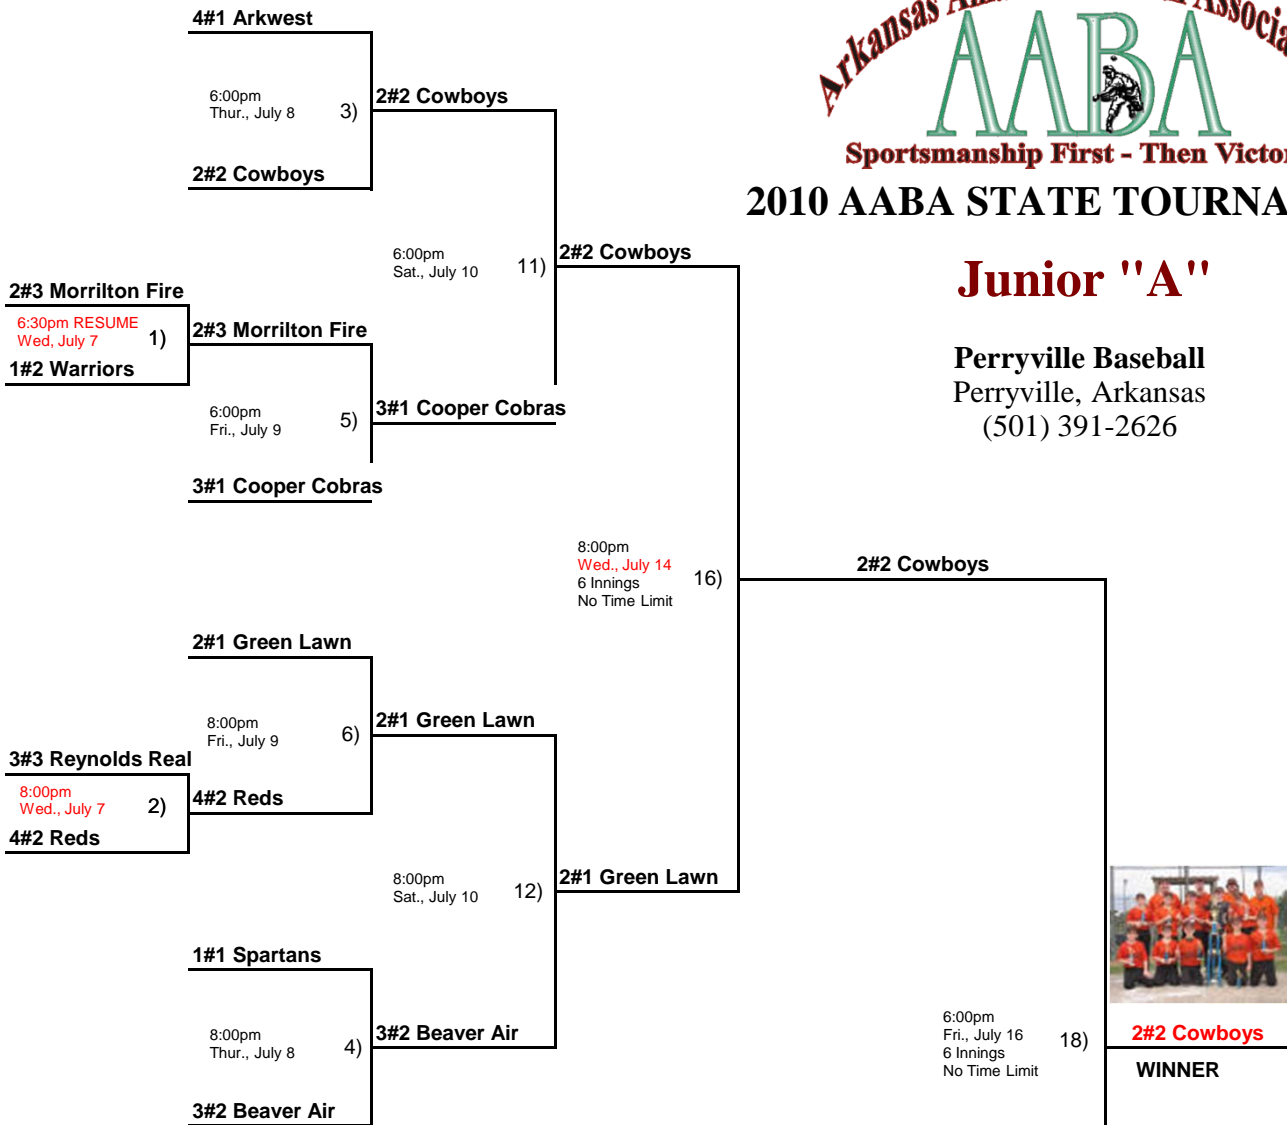 4#1 Arkwest
6:00pm
Thur., July 8
3)
2#2 Cowboys
2#2 Cowboys
Arkansas
Sportsmanship First - Then
AABA
2010 AABA STATE
Junior "A"
Perryville Baseball
Perryville, Arkansas
(501) 391-2626
6:00pm
Sat., July 10
11)
2#2 Cowboys
2#3 Morrilton Fire
6:30pm RESUME
Wed, July 7
1)
1#2 Warriors
2#3 Morrilton Fire
6:00pm
Fri., July 9
5)
3#1 Cooper Cobras
3#1 Cooper Cobras
8:00pm
Wed., July 14
6 Innings
No Time Limit
16)
2#2 Cowboys
2#1 Green Lawn
8:00pm
Fri., July 9
6)
2#1 Green Lawn
3#3 Reynolds Real
8:00pm
Wed., July 7
2)
4#2 Reds
4#2 Reds
8:00pm
Sat., July 10
12)
2#1 Green Lawn
1#1 Spartans
8:00pm
Thur., July 8
4)
3#2 Beaver Air
3#2 Beaver Air
6:00pm
Fri., July 16
6 Innings
No Time Limit
18)
2#2 Cowboys
WINNER